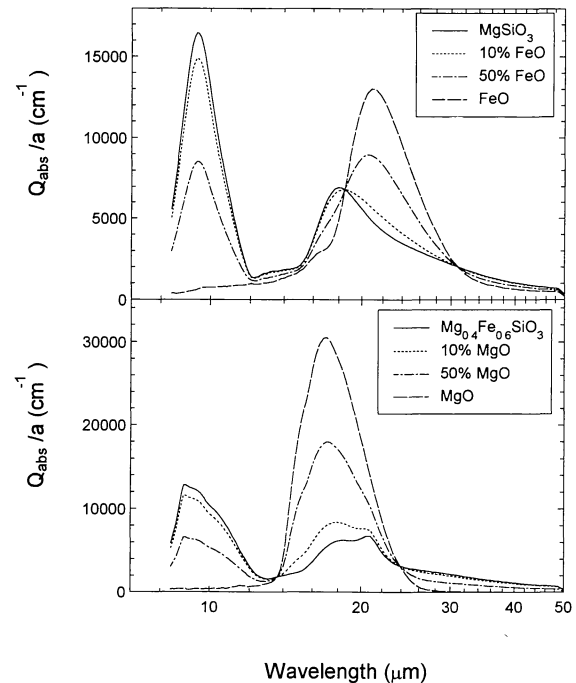 MgSiO3
10% FeO
50% FeO
FeO
15000
10000
5000
0
Qabs /a (cm-1)
Mg0.4Fe0.6SiO3
10% MgO
50% MgO
MgO
30000
20000
10000
0
Qabs /a (cm-1)
10 20 30 40 50
Wavelength (μm)